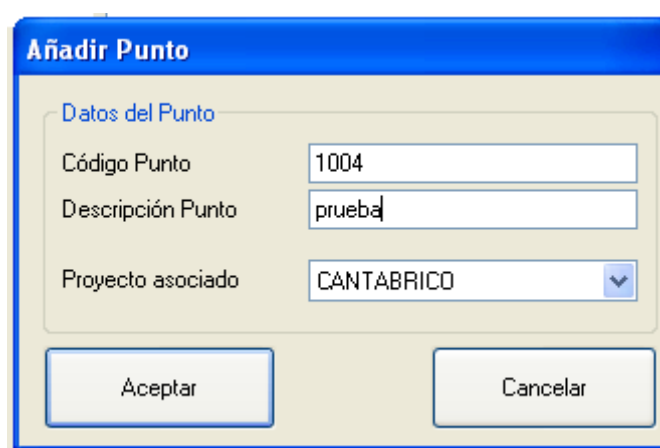 Añadir Punto
Datos del Punto
Código Punto 1004
Descripción Punto prueba
Proyecto asociado CANTABRICO
Aceptar Cancelar